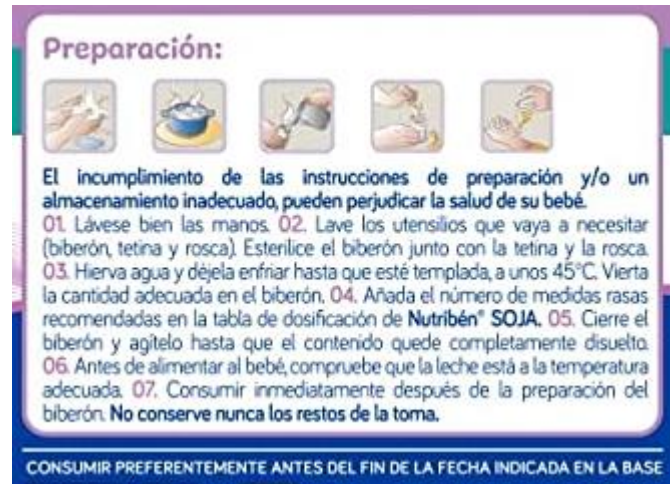 Preparación:
El incumplimiento de las instrucciones de preparación y/o un
almacenamiento inadecuado, pueden perjudicar la salud de su bebé.
01. Lávese bien las manos. 02. Lave los utensilios que vaya a necesitar
(biberón, tetina y rosca). Esterilice el biberón junto con la tetina y la rosca.
03. Hierva agua y déjela enfriar hasta que esté templada, a unos 45°C. Vierta
la cantidad adecuada en el biberón. 04. Añada el número de medidas rasas
recomendadas en la tabla de dosificación de Nutribén® SOJA. 05. Cierre el
biberón y agítelo hasta que el contenido quede completamente disuelto.
06. Antes de alimentar al bebé, compruebe que la leche está a la temperatura
adecuada. 07. Consumir inmediatamente después de la preparación del
biberón. No conserve nunca los restos de la toma.
CONSUMIR PREFERENTEMENTE ANTES DEL FIN DE LA FECHA INDICADA EN LA BASE